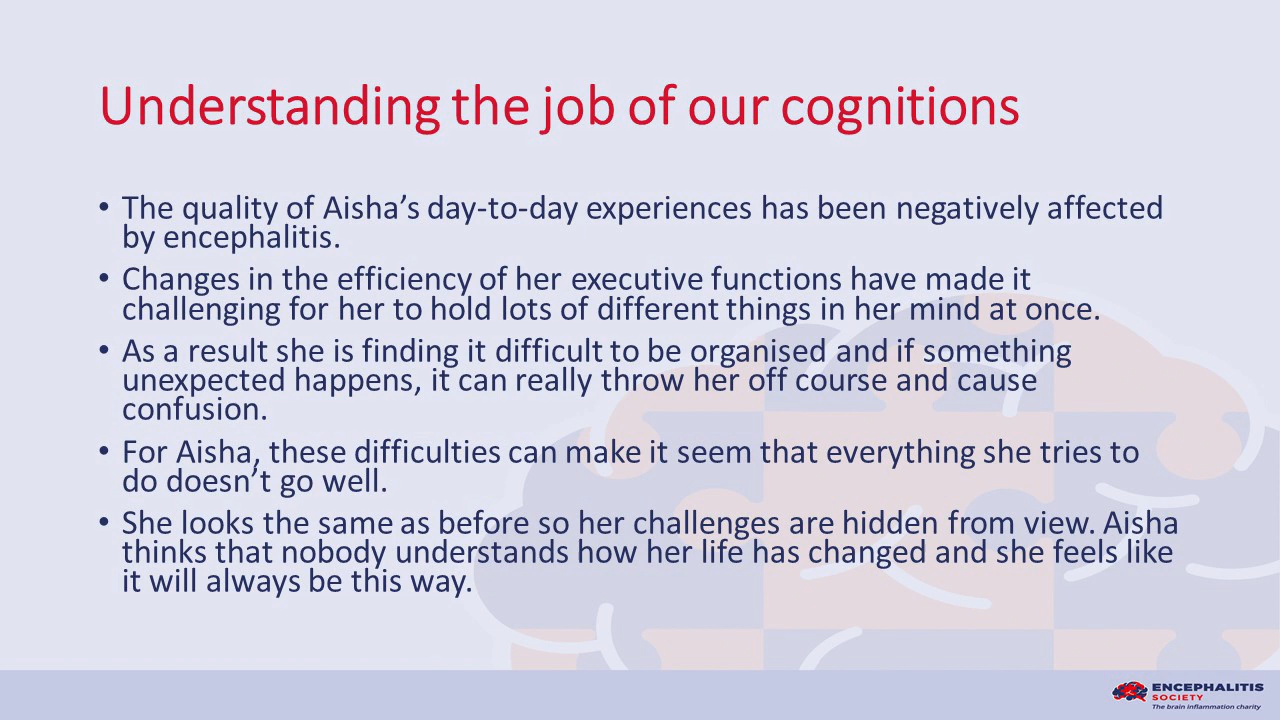 Understanding the job of our cognitions
• The quality of Aisha’s day-to-day experiences has been negatively affected
by encephalitis.
• Changes in the efficiency of her executive functions have made it
challenging for her to hold lots of different things in her mind at once.
• As a result she is finding it difficult to be organised and if something
unexpected happens, it can really throw her off course and cause
confusion.
• For Aisha, these difficulties can make it seem that everything she tries to
do doesn’t go well.
• She looks the same as before so her challenges are hidden from view. Aisha
thinks that nobody understands how her life has changed and she feels like
it will always be this way.
ENCEPHALITIS
SOCIETY
The brain inflammation charity